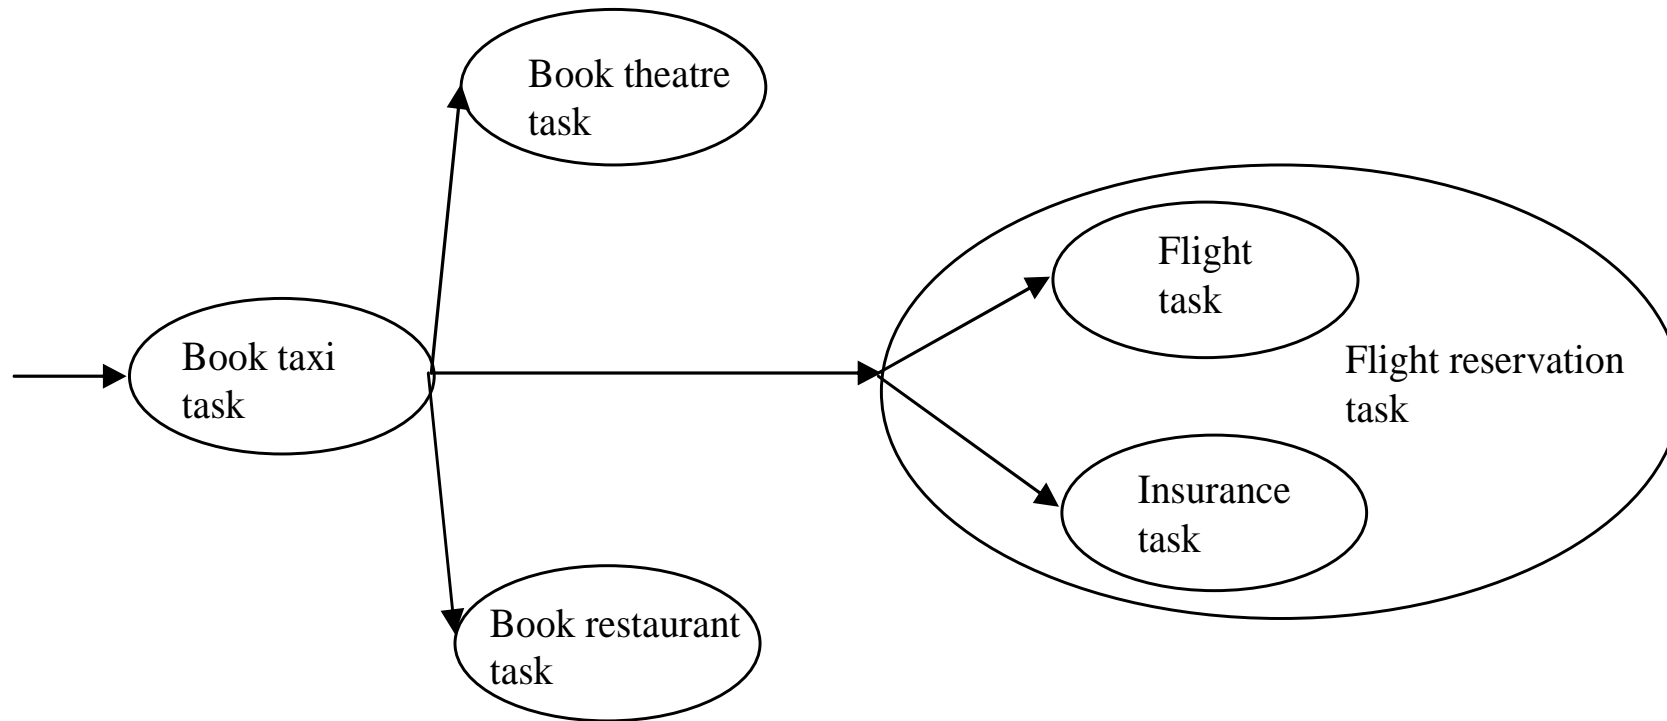 Book theatre
task
Flight
task
Book taxi
task
Flight reservation
task
Insurance
task
Book restaurant
task